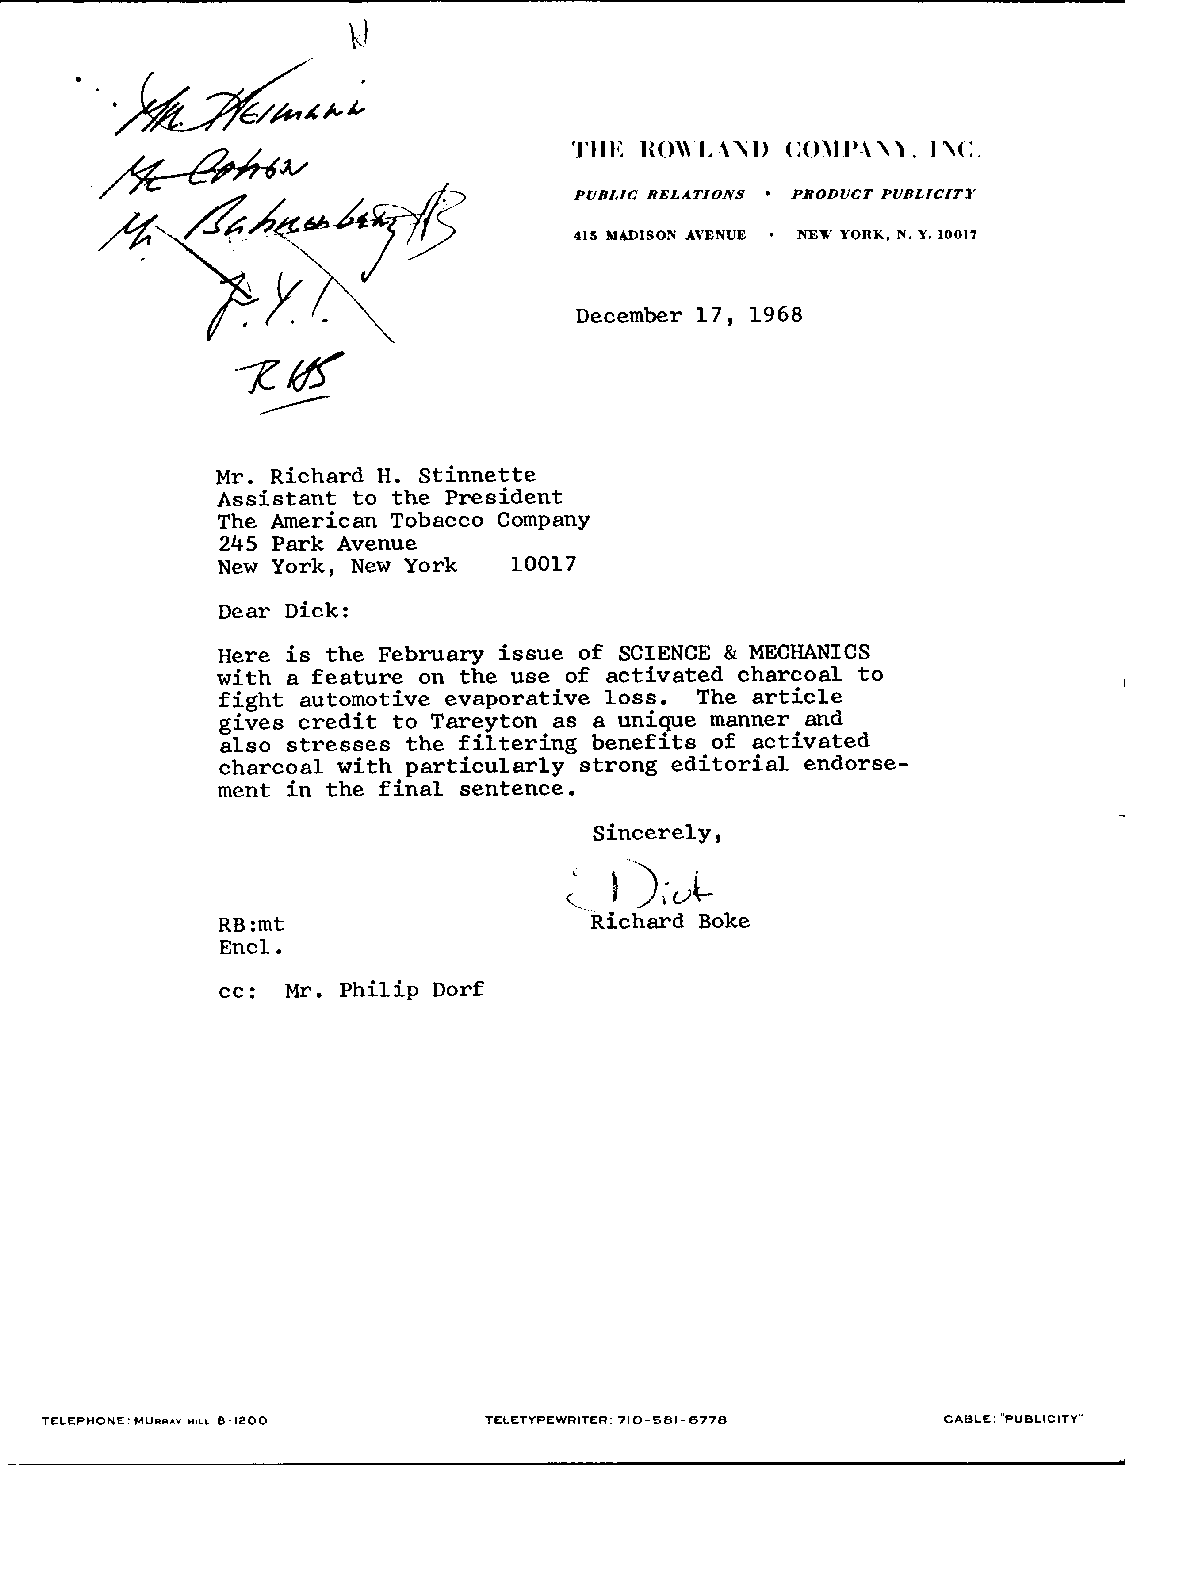 Mr. Heimann
Mr. Cohen
Mr. Bahnenberg
F.Y.I.
RHS
THE ROWLAND COMPANY, INC.
PUBLIC RELATIONS • PRODUCT PUBLICITY
415 MADISON AVENUE • NEW YORK, N. Y. 10017
December 17, 1968
Mr. Richard H. Stinnette
Assistant to the President
The American Tobacco Company
245 Park Avenue
New York, New York 10017
Dear Dick:
Here is the February issue of SCIENCE & MECHANICS
with a feature on the use of activated charcoal to
fight automotive evaporative loss. The article
gives credit to Tareyton as a unique manner and
also stresses the filtering benefits of activated
charcoal with particularly strong editorial endorse-
ment in the final sentence.
Sincerely,
Dick
Richard Boke
RB:mt
Encl.
cc: Mr. Philip Dorf
TELEPHONE: MURRAY HILL 8-1200 TELETYPEWRITER: 710-581-6778 CABLE: "PUBLICITY"